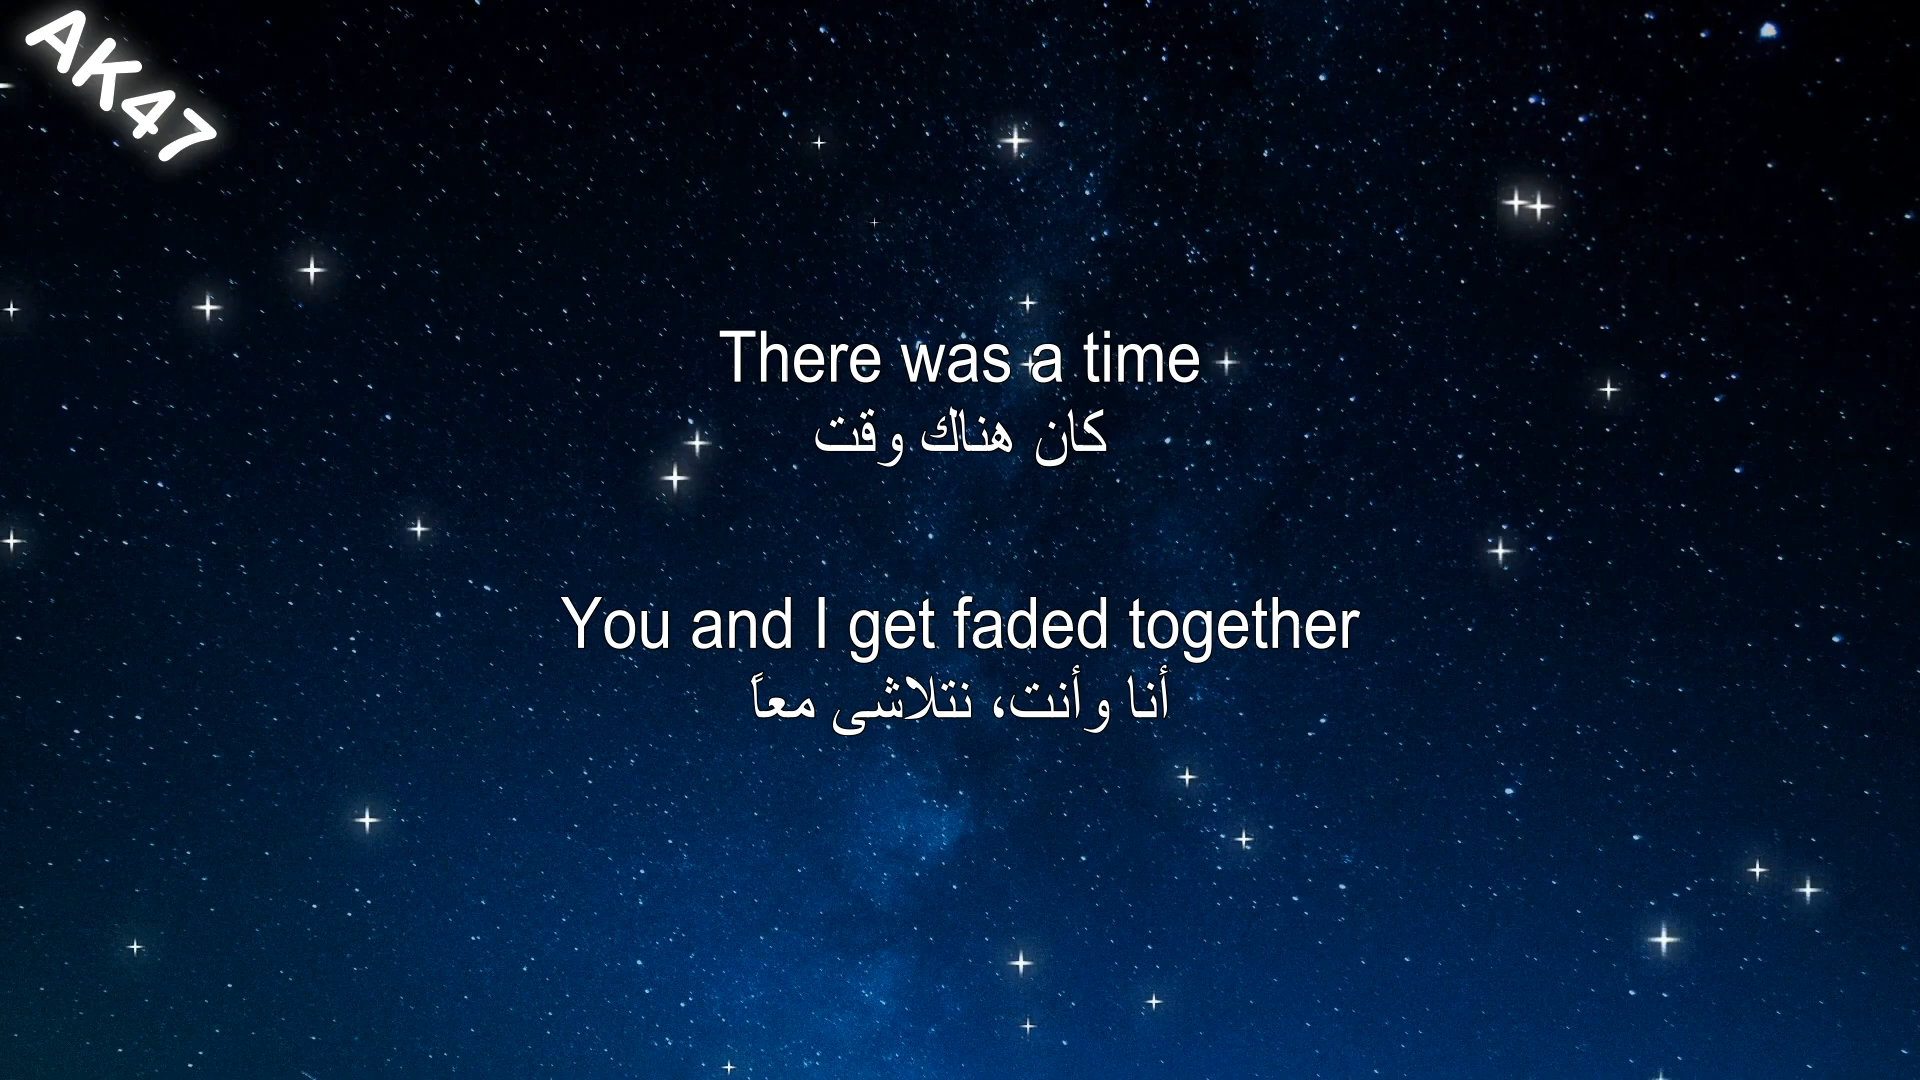 AK47
There was a time
كان هناك وقت
You and I get faded together
أنا وأنت، نتلاشى معاً